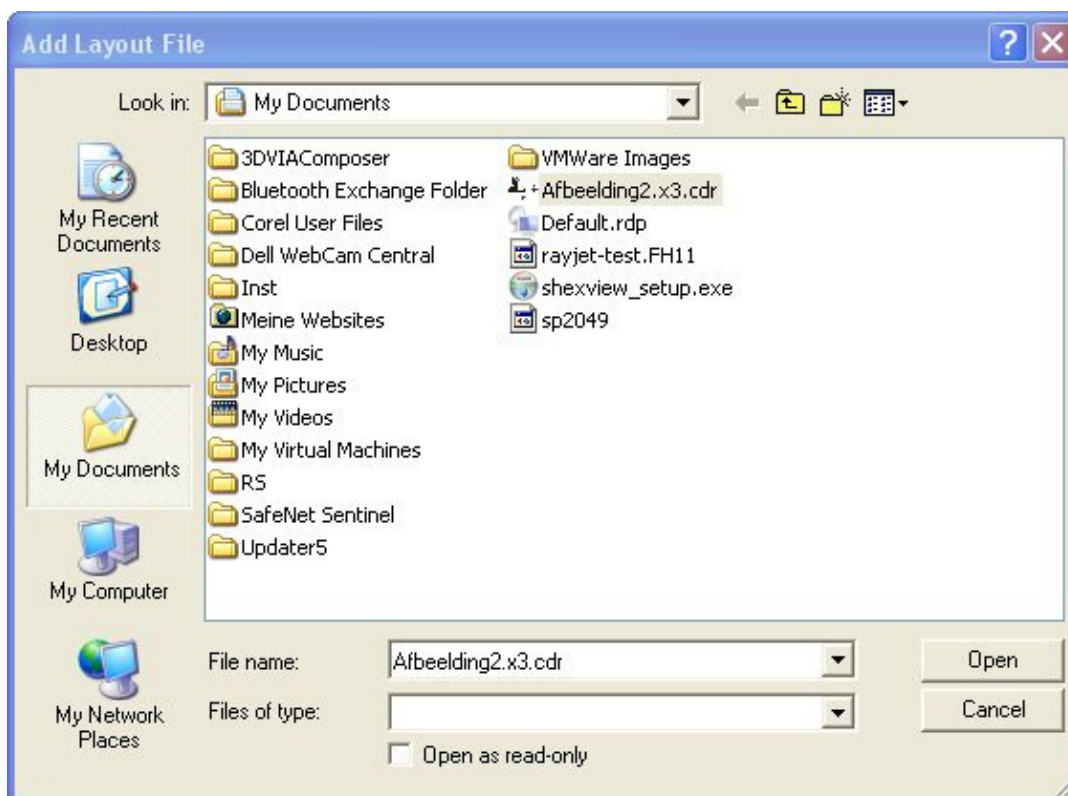 Add Layout File
Look in: My Documents
My Recent
Documents
Desktop
My Documents
My Computer
My Network
Places
3DVIAComposer
Bluetooth Exchange Folder
Corel User Files
Dell WebCam Central
Inst
Meine Websites
My Music
My Pictures
My Videos
My Virtual Machines
RS
SafeNet Sentinel
Updater5
VMWare Images
Afbeelding2.x3.cdr
Default.rdp
rayjet-test.FH11
shexview_setup.exe
sp2049
File name: Afbeelding2.x3.cdr Open
Files of type: Cancel
Open as read-only